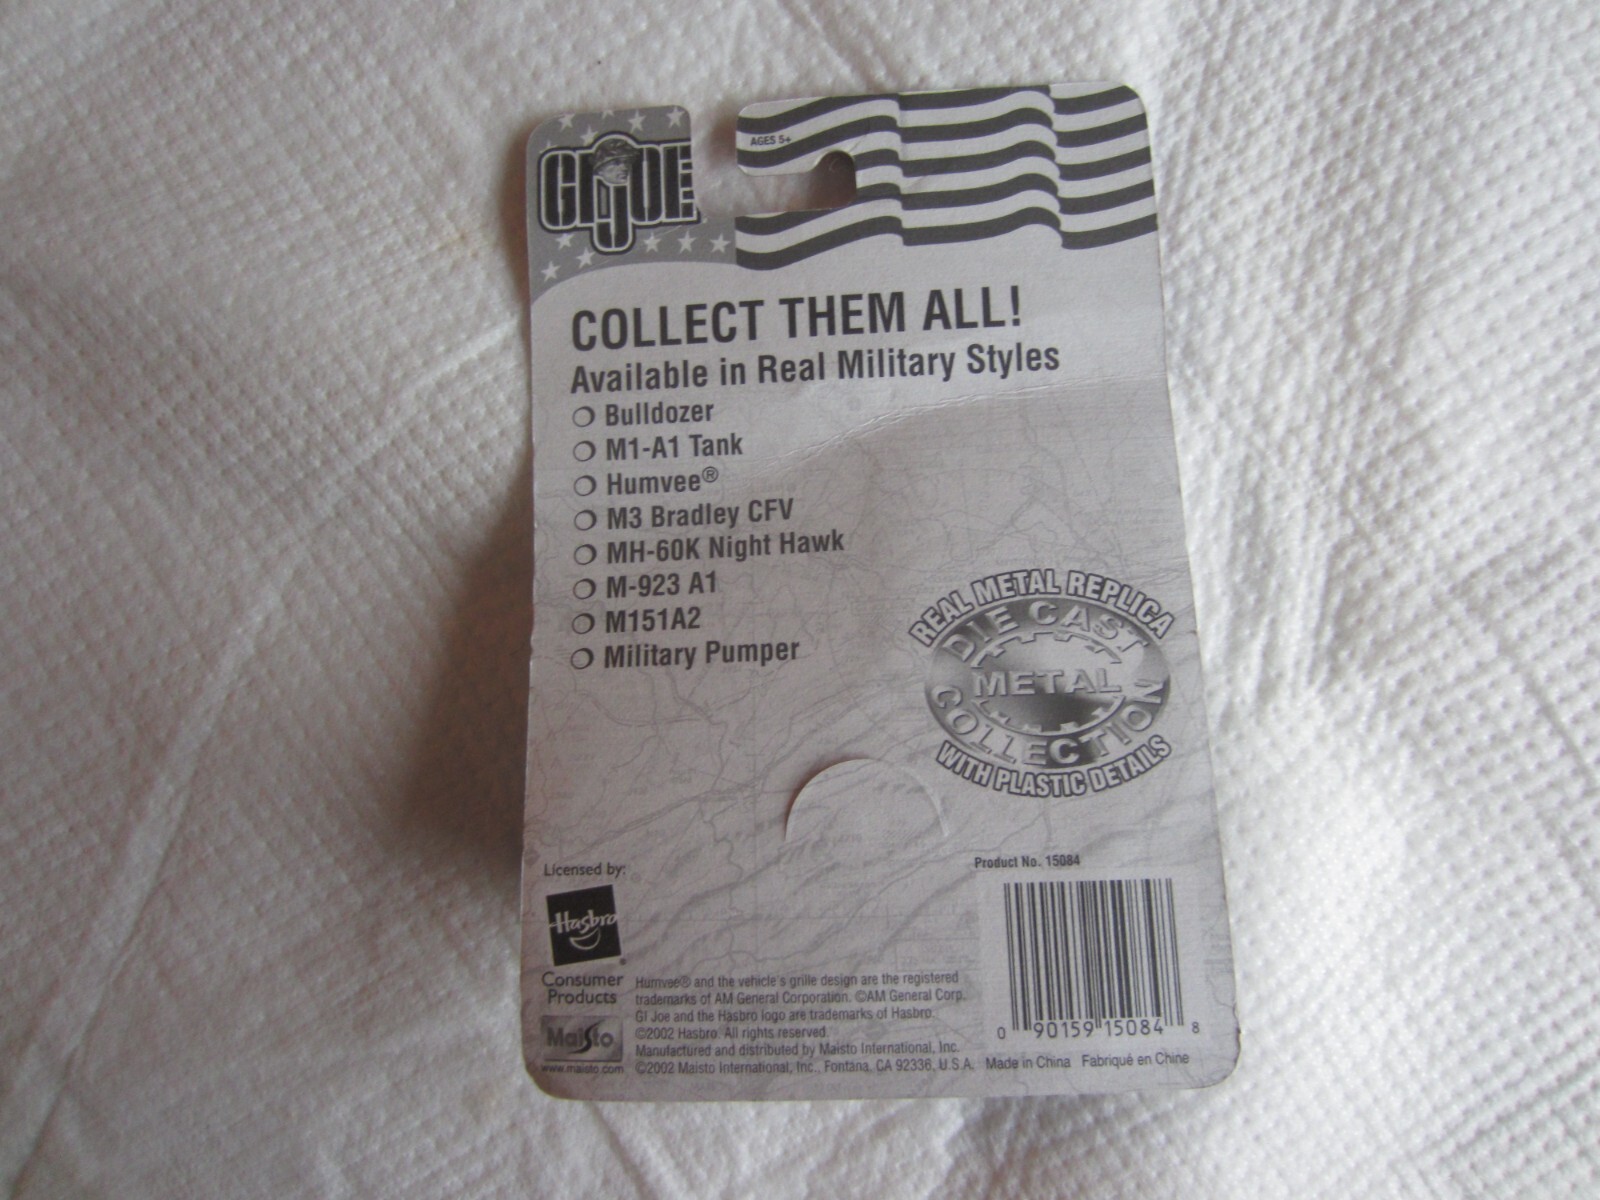 GI JOE
AGES 5+
COLLECT THEM ALL!
Available in Real Military Styles
Bulldozer
M1-A1 Tank
Humvee®
M3 Bradley CFV
MH-60K Night Hawk
M-923 A1
M151A2
Military Pumper
REAL METAL REPLICA
DIE CAST
METAL
COLLECTION
WITH PLASTIC DETAILS
Product No. 15084
Licensed by:
Hasbro
Consumer
Products
Maisto
www.maisto.com
Humvee® and the vehicle's grille design are the registered
trademarks of AM General Corporation. ©AM General Corp.
GI Joe and the Hasbro logo are trademarks of Hasbro.
©2002 Hasbro. All rights reserved.
Manufactured and distributed by Maisto International, Inc.
©2002 Maisto International, Inc., Fontana, CA 92336, U.S.A.
0 90159 15084 8
Made in China Fabriqué en Chine